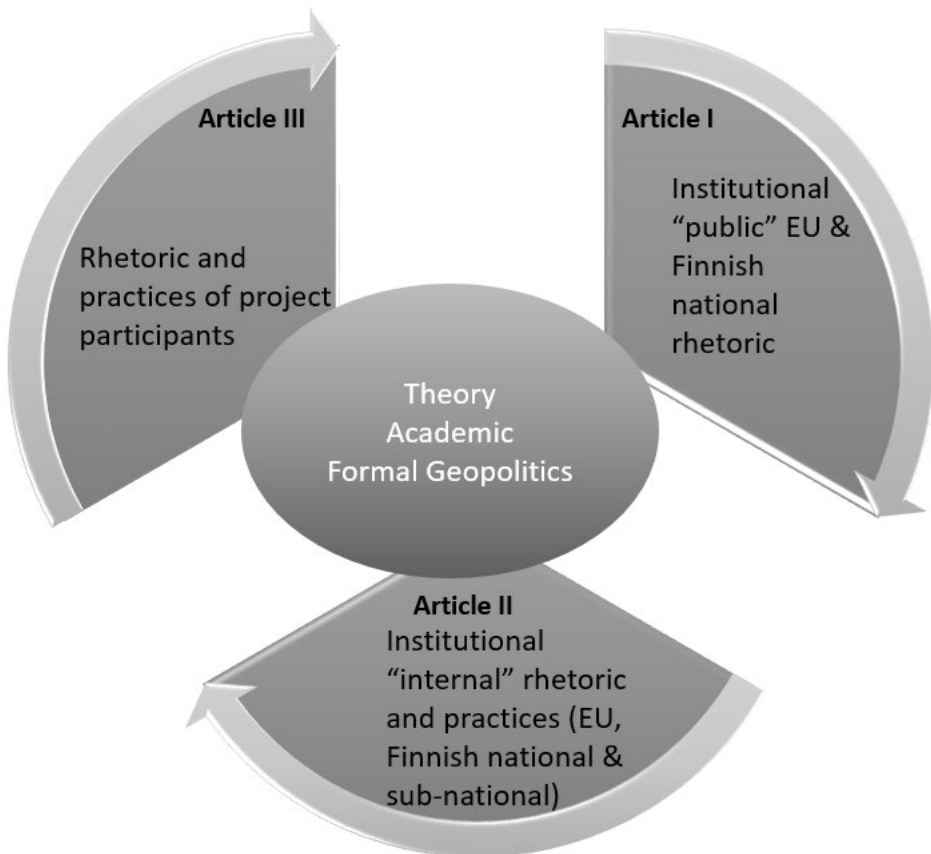 Article III
Rhetoric and
practices of project
participants
Article I
Institutional
“public” EU &
Finnish
national
rhetoric
Theory
Academic
Formal Geopolitics
Article II
Institutional
“internal” rhetoric
and practices (EU,
Finnish national &
sub-national)